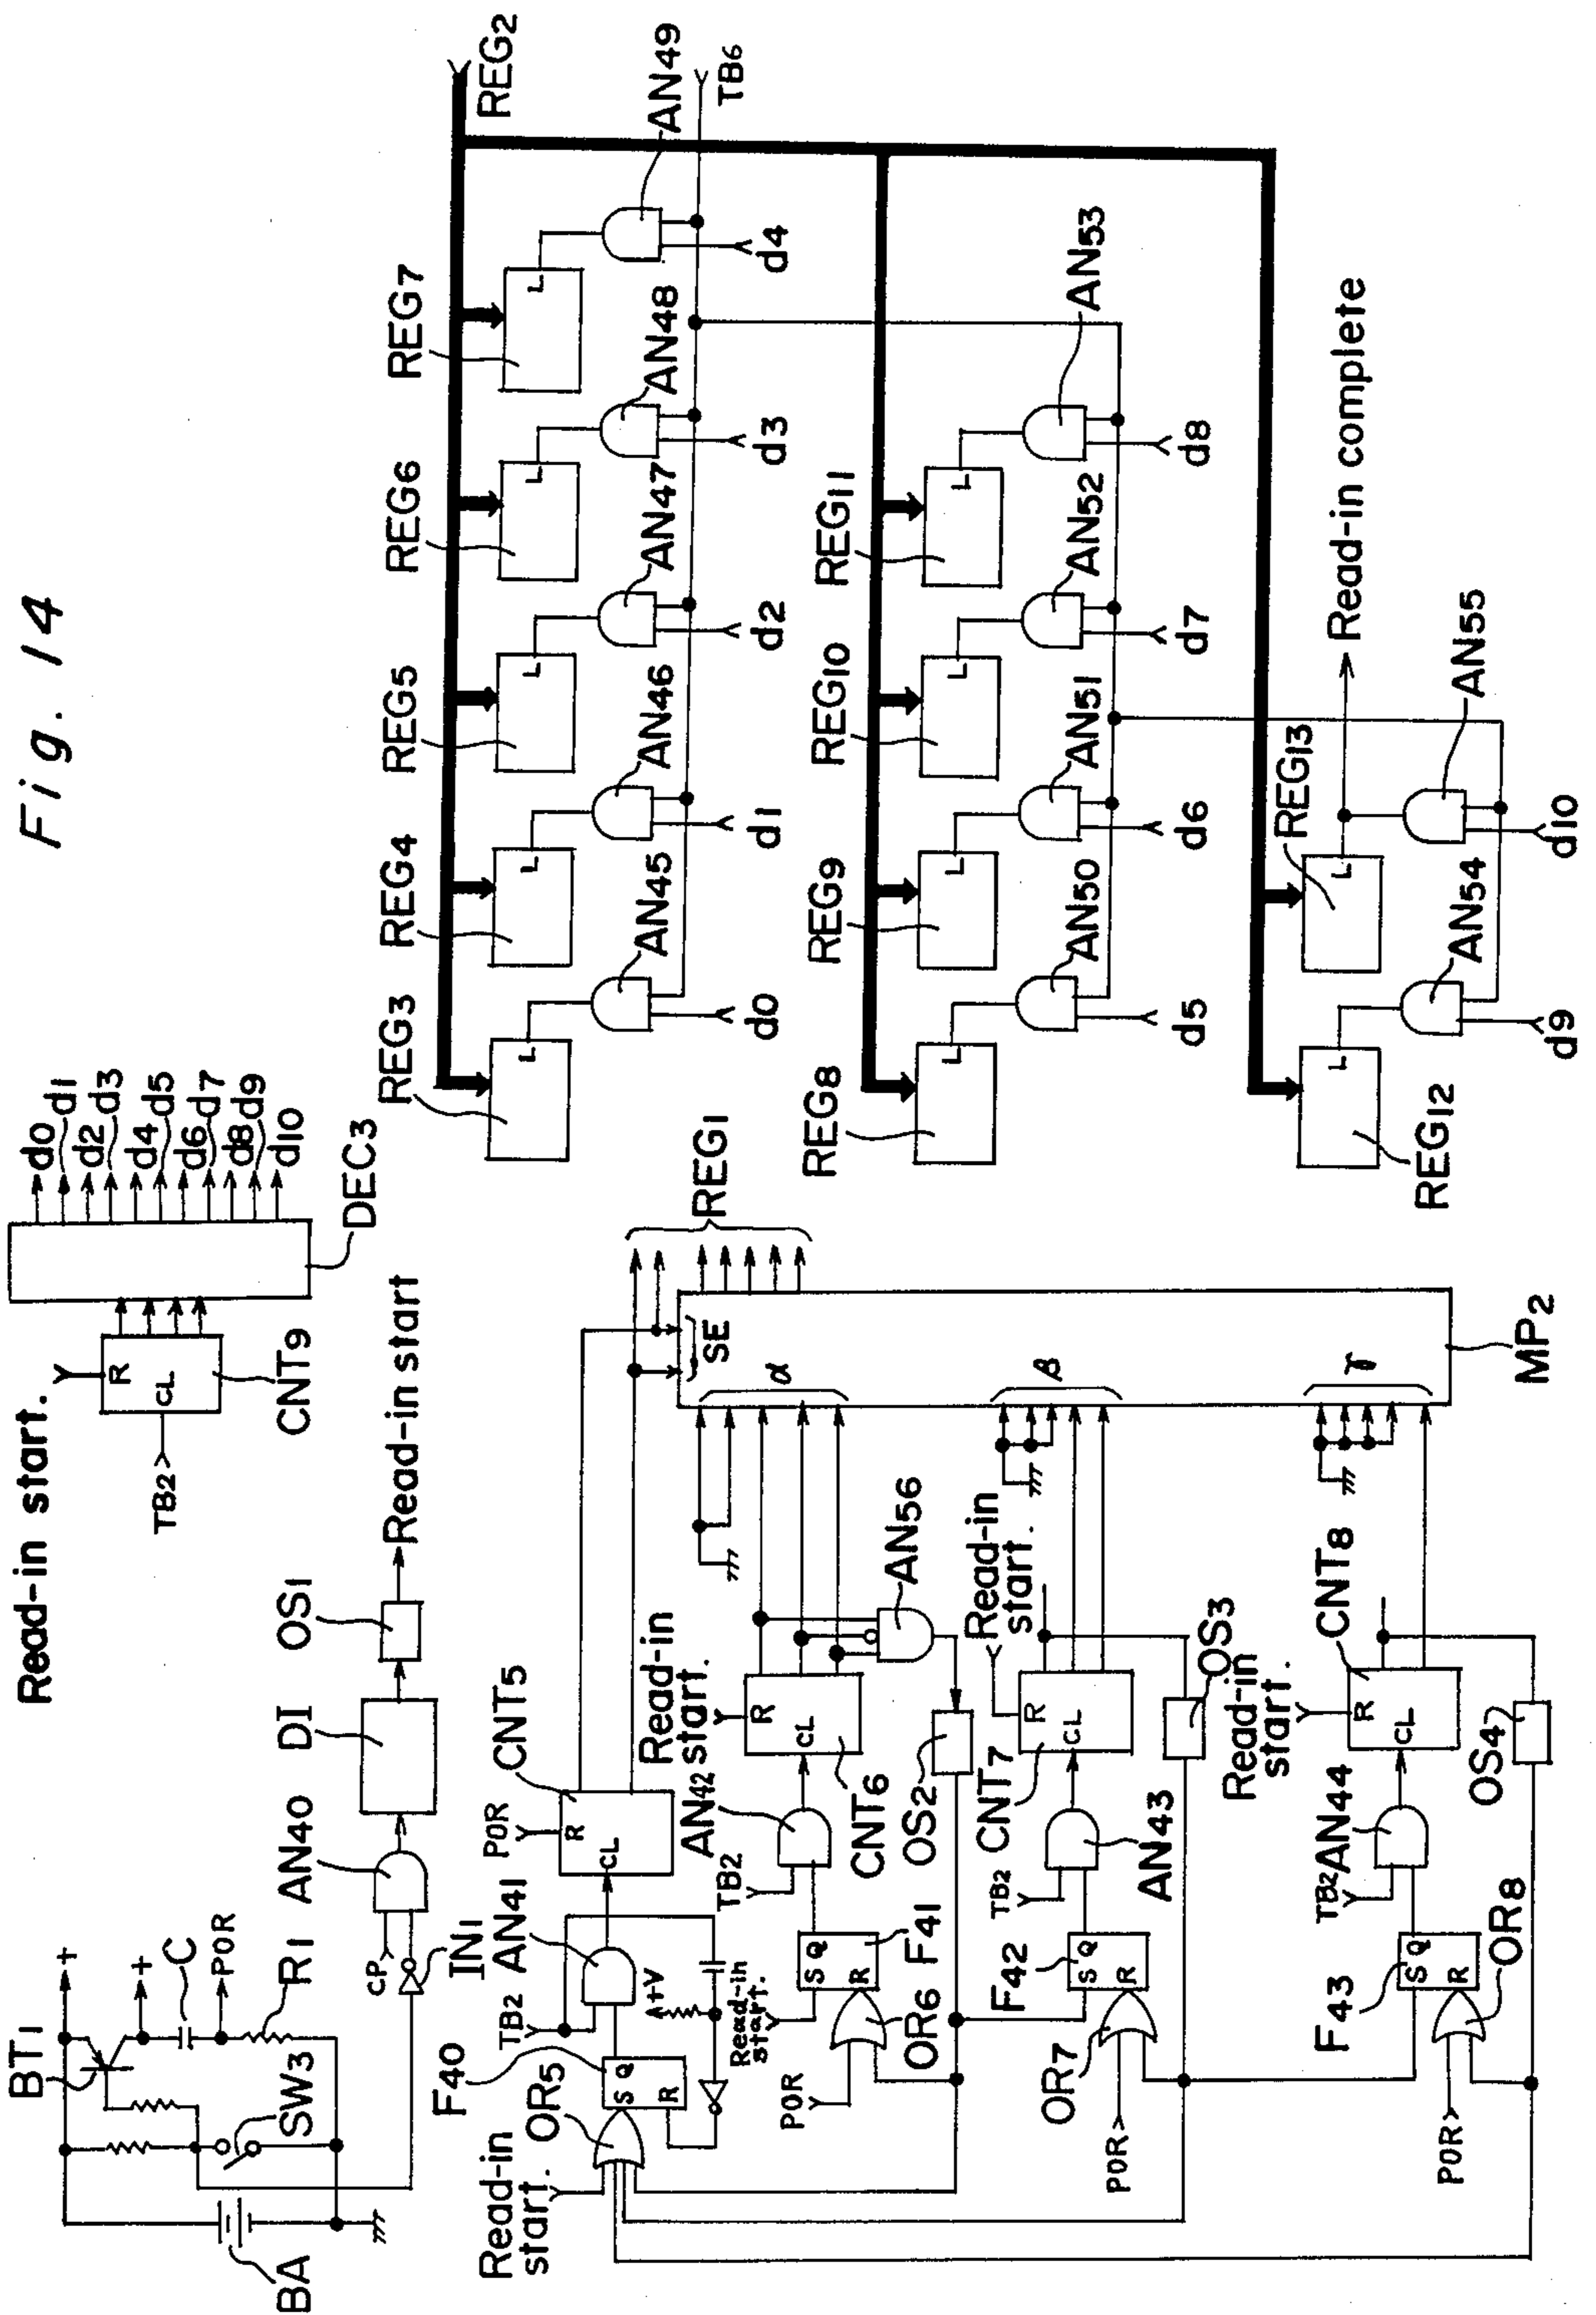 Fig. 14
Read-in start.
TB2
R
CL
CNT9
DEC3
d0
d1
d2
d3
d4
d5
d6
d7
d8
d9
d10
BT1
+
+
C
POR
R1
SW3
BA
CP
IN1
AN40
DI
OS1
Read-in start
Read-in
start.
OR5
F40
S
Q
R
TB2
AN41
+V
Read-in
start.
POR
R
CL
CNT5
REG1
SE
α
β
γ
MP2
POR
OR6
F41
S
Q
R
TB2
AN42
Read-in
start.
R
CL
CNT6
AN56
OS2
POR
OR7
F42
S
Q
R
TB2
AN43
Read-in
start.
R
CL
CNT7
OS3
POR
OR8
F43
S
Q
R
TB2
AN44
Read-in
start.
R
CL
CNT8
OS4
REG2
TB6
REG3
L
AN45
d0
REG4
L
AN46
d1
REG5
L
AN47
d2
REG6
L
AN48
d3
REG7
L
AN49
d4
REG8
L
AN50
d5
REG9
L
AN51
d6
REG10
L
AN52
d7
REG11
L
AN53
d8
REG12
L
AN54
d9
REG13
L
AN55
d10
Read-in complete